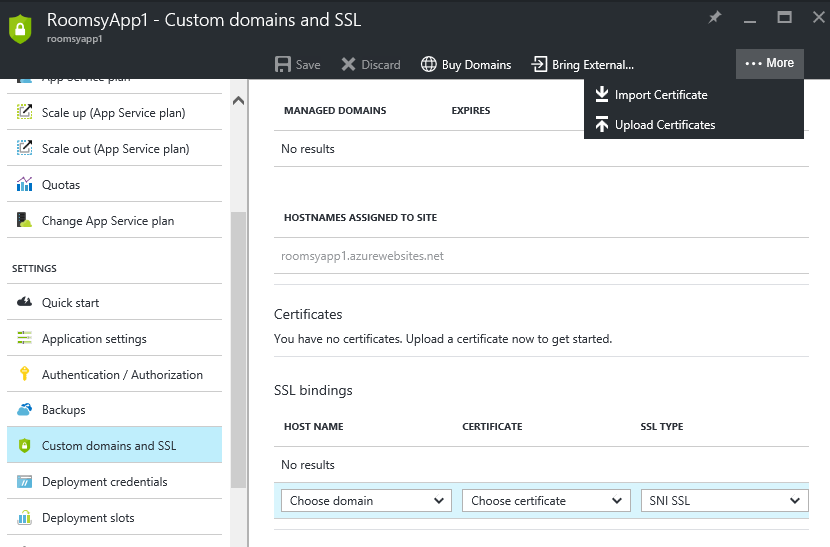 RoomsyApp1 - Custom domains and SSL
roomsyapp1
Save
Discard
Buy Domains
Bring External...
More
Import Certificate
Upload Certificates
App Service plan
Scale up (App Service plan)
Scale out (App Service plan)
Quotas
Change App Service plan
SETTINGS
Quick start
Application settings
Authentication / Authorization
Backups
Custom domains and SSL
Deployment credentials
Deployment slots
MANAGED DOMAINS EXPIRES
No results
HOSTNAMES ASSIGNED TO SITE
roomsyapp1.azurewebsites.net
Certificates
You have no certificates. Upload a certificate now to get started.
SSL bindings
HOST NAME CERTIFICATE SSL TYPE
No results
Choose domain Choose certificate SNI SSL